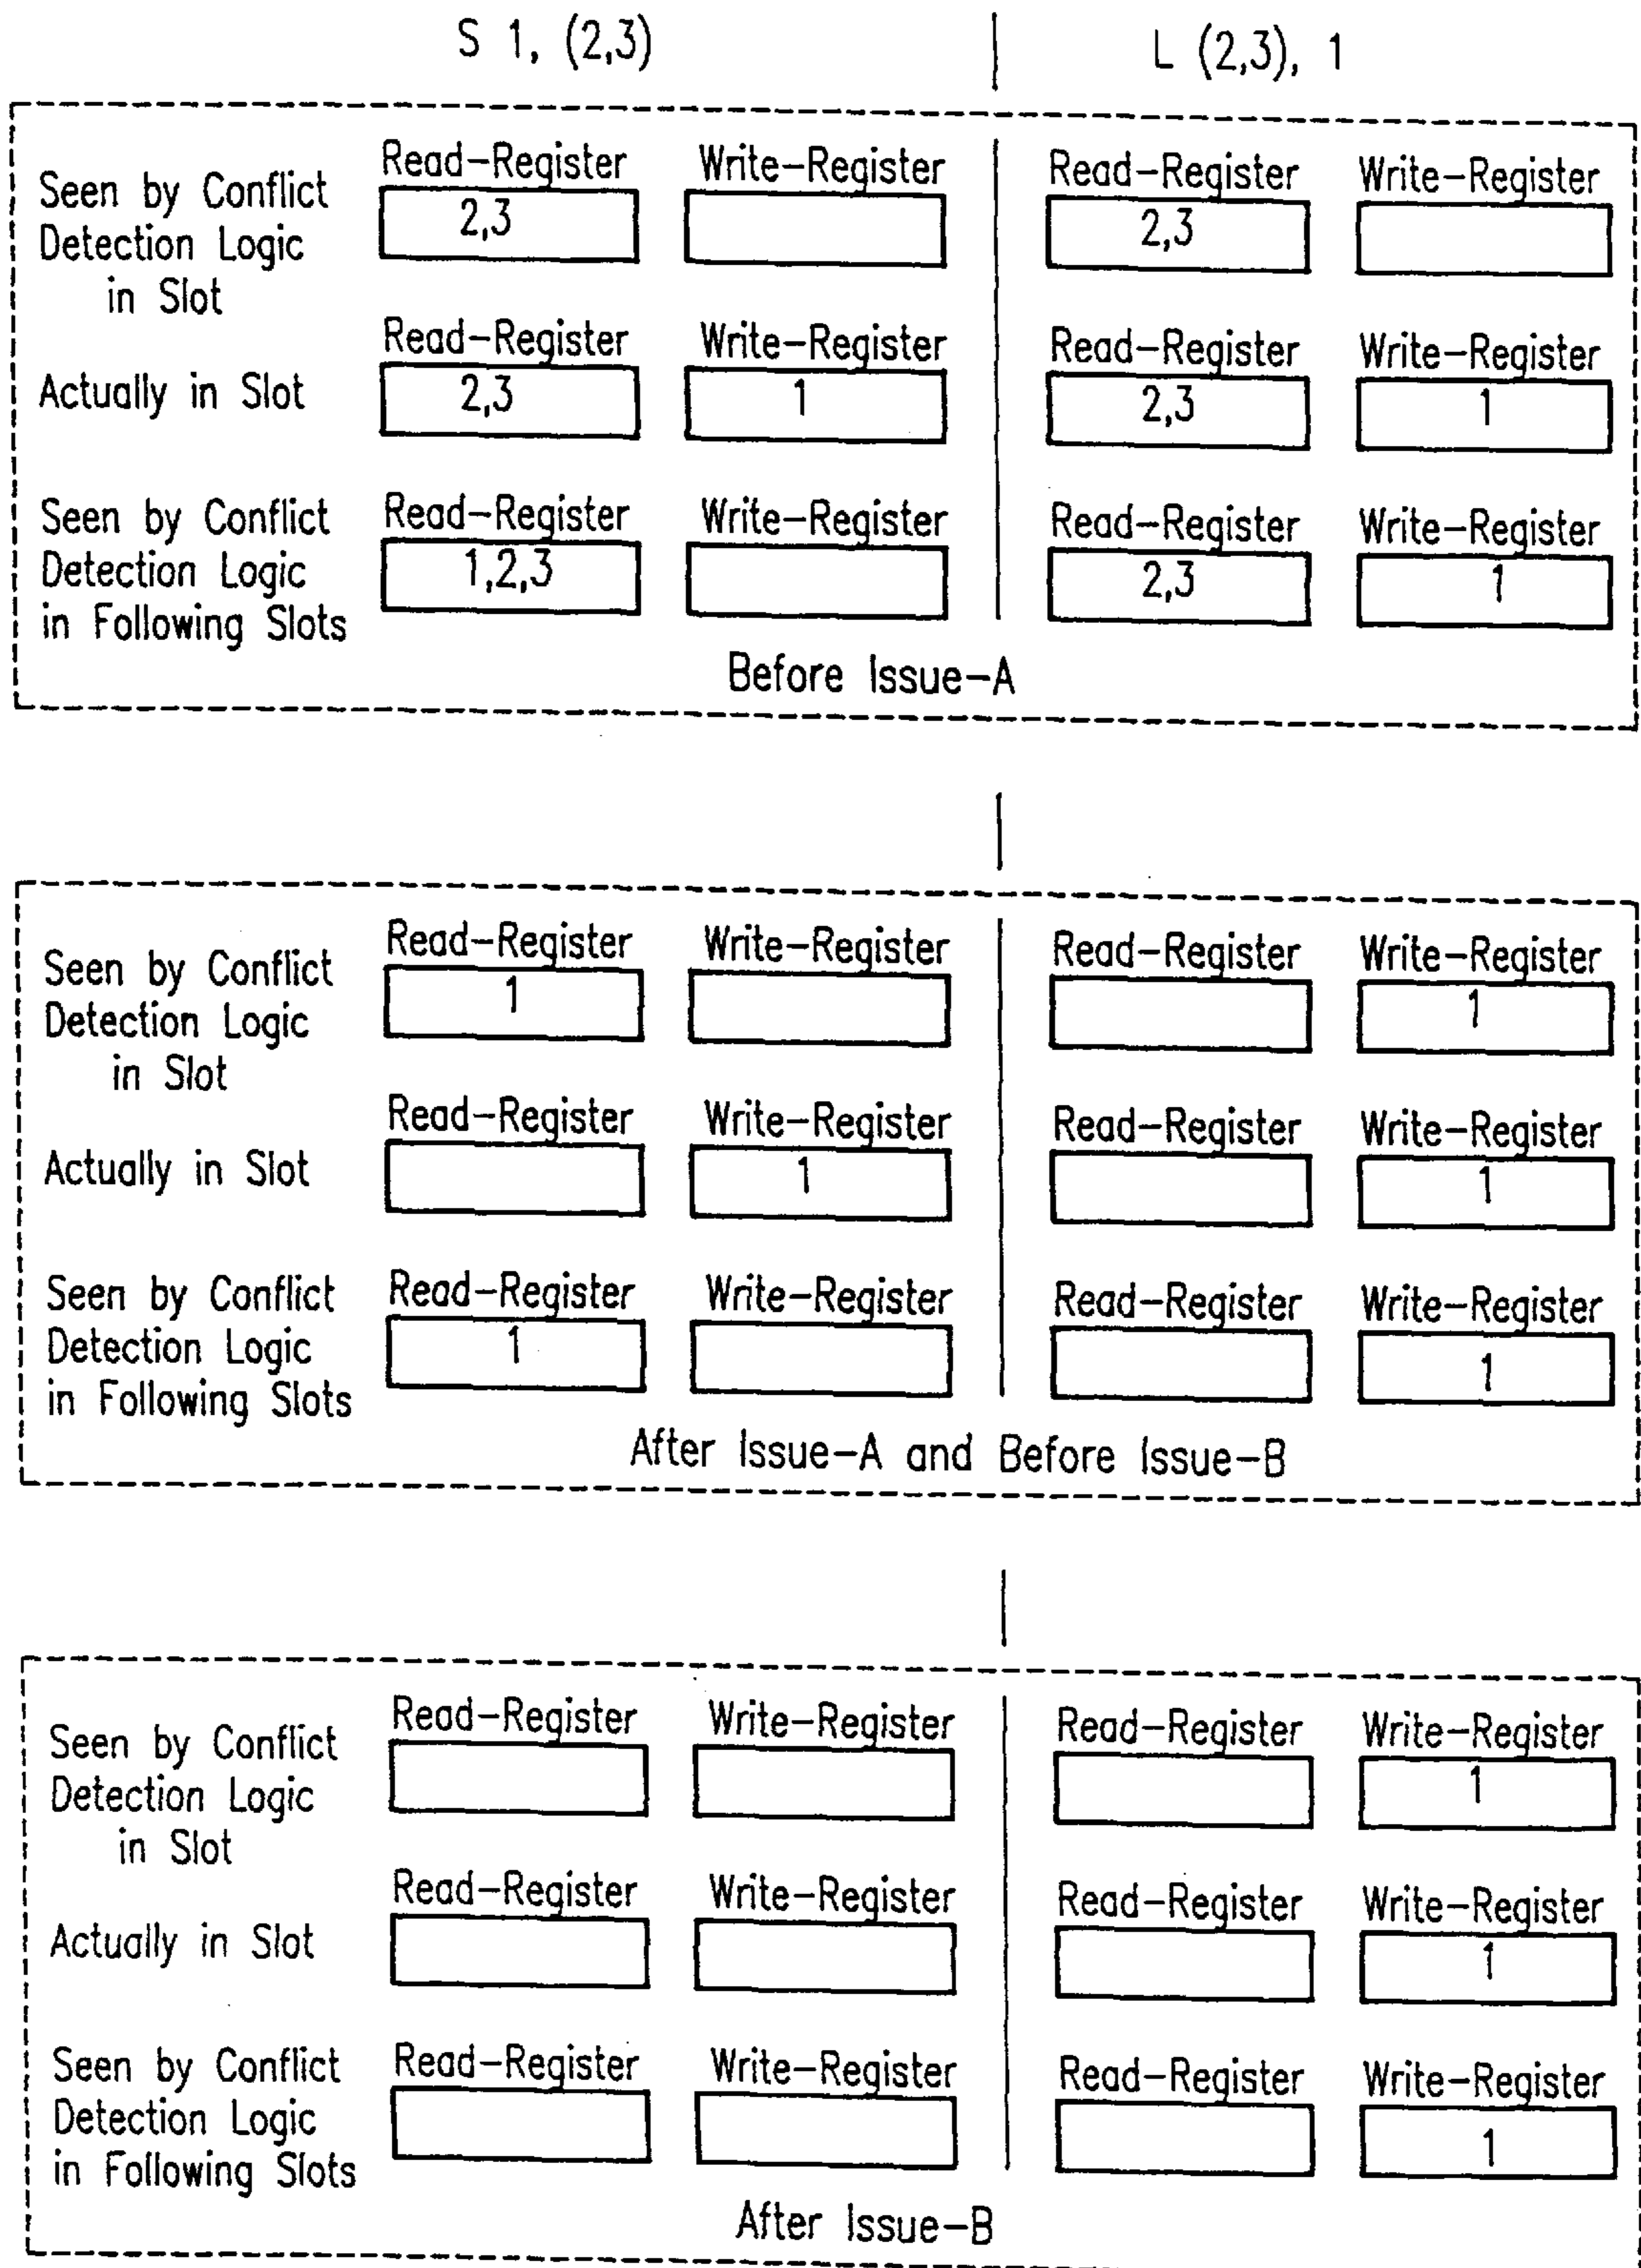 S 1, (2,3) L (2,3), 1
Read-Register Write-Register Read-Register Write-Register
Seen by Conflict
Detection Logic
in Slot
2,3 2,3
Read-Register Write-Register Read-Register Write-Register
Actually in Slot 2,3 1 2,3 1
Read-Register Write-Register Read-Register Write-Register
Seen by Conflict
Detection Logic
in Following Slots
1,2,3 2,3 1
Before Issue-A
Read-Register Write-Register Read-Register Write-Register
Seen by Conflict
Detection Logic
in Slot
1 1
Read-Register Write-Register Read-Register Write-Register
Actually in Slot 1 1
Read-Register Write-Register Read-Register Write-Register
Seen by Conflict
Detection Logic
in Following Slots
1 1
After Issue-A and Before Issue-B
Read-Register Write-Register Read-Register Write-Register
Seen by Conflict
Detection Logic
in Slot
1
Read-Register Write-Register Read-Register Write-Register
Actually in Slot 1
Read-Register Write-Register Read-Register Write-Register
Seen by Conflict
Detection Logic
in Following Slots
1
After Issue-B